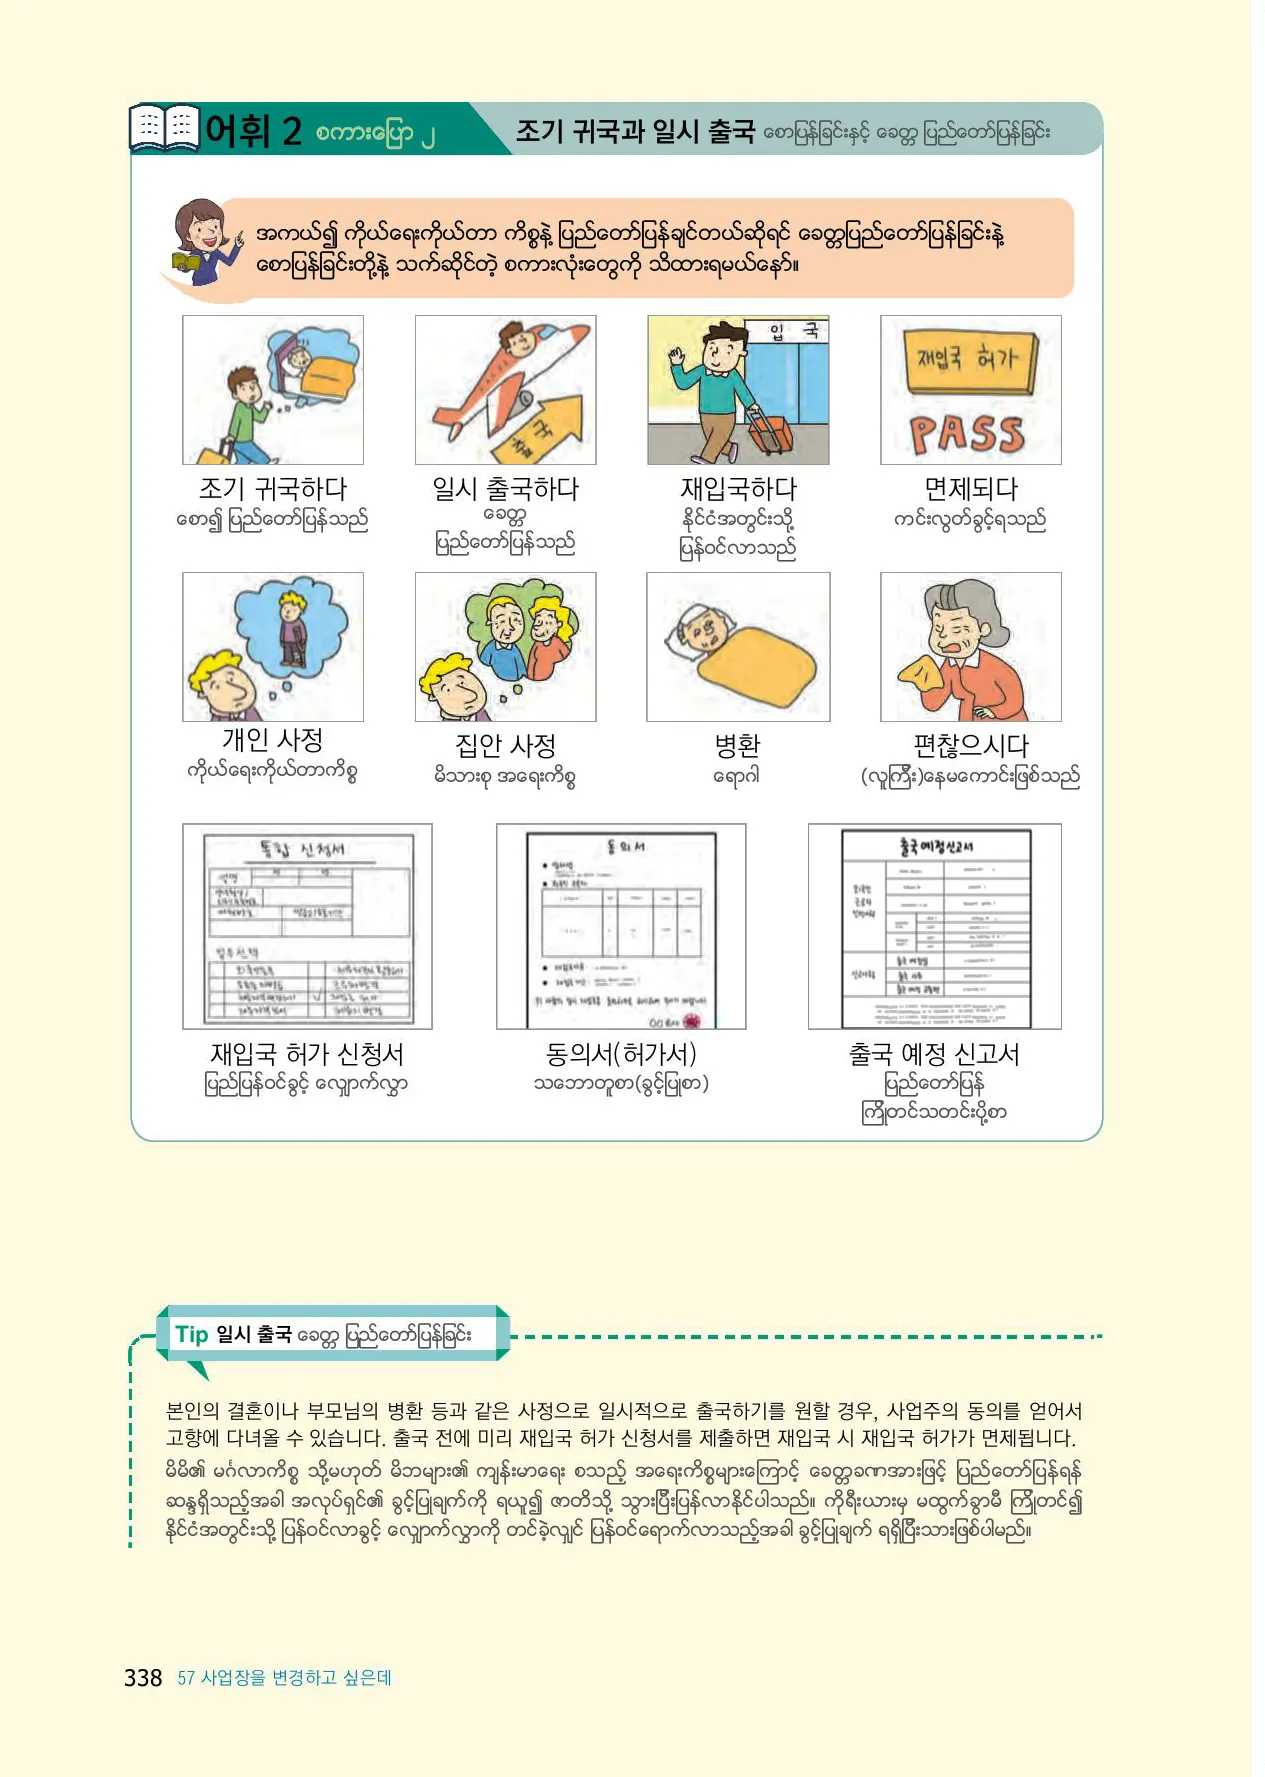 어휘 2 စကားပြော ၂
조기 귀국과 일시 출국 စောပြန်ခြင်းနှင့် ခေတ္တ ပြည်တော်ပြန်ခြင်း
အကယ်၍ ကိုယ်ရေးကိုယ်တာ ကိစ္စနဲ့ ပြည်တော်ပြန်ချင်တယ်ဆိုရင် ခေတ္တပြည်တော်ပြန်ခြင်းနဲ့
စောပြန်ခြင်းတို့နဲ့ သက်ဆိုင်တဲ့ စကားလုံးတွေကို သိထားရမယ်နော်။
출국
입국
재입국 허가
PASS
조기 귀국하다
စော၍ ပြည်တော်ပြန်သည်
일시 출국하다
ခေတ္တ
ပြည်တော်ပြန်သည်
재입국하다
နိုင်ငံအတွင်းသို့
ပြန်ဝင်လာသည်
면제되다
ကင်းလွတ်ခွင့်ရသည်
개인 사정
ကိုယ်ရေးကိုယ်တာကိစ္စ
집안 사정
မိသားစု အရေးကိစ္စ
병환
ရောဂါ
편찮으시다
(လူကြီး)နေမကောင်းဖြစ်သည်
통합 신청서
성명
업무선택
동의서
출국예정신고서
외국인
근로자
출국 예정일
출국 사유
재입국 허가 신청서
ပြည်ပြန်ဝင်ခွင့် လျှောက်လွှာ
동의서(허가서)
သဘောတူစာ(ခွင့်ပြုစာ)
출국 예정 신고서
ပြည်တော်ပြန်
ကြိုတင်သတင်းပို့စာ
Tip 일시 출국 ခေတ္တ ပြည်တော်ပြန်ခြင်း
본인의 결혼이나 부모님의 병환 등과 같은 사정으로 일시적으로 출국하기를 원할 경우, 사업주의 동의를 얻어서
고향에 다녀올 수 있습니다. 출국 전에 미리 재입국 허가 신청서를 제출하면 재입국 시 재입국 허가가 면제됩니다.
မိမိ၏ မင်္ဂလာကိစ္စ သို့မဟုတ် မိဘများ၏ ကျန်းမာရေး စသည့် အရေးကိစ္စများကြောင့် ခေတ္တခဏအားဖြင့် ပြည်တော်ပြန်ရန်
ဆန္ဒရှိသည့်အခါ အလုပ်ရှင်၏ ခွင့်ပြုချက်ကို ရယူ၍ ဇာတိသို့ သွားပြီးပြန်လာနိုင်ပါသည်။ ကိုရီးယားမှ မထွက်ခွာမီ ကြိုတင်၍
နိုင်ငံအတွင်းသို့ ပြန်ဝင်လာခွင့် လျှောက်လွှာကို တင်ခဲ့လျှင် ပြန်ဝင်ရောက်လာသည့်အခါ ခွင့်ပြုချက် ရရှိပြီးသားဖြစ်ပါမည်။
338 57 사업장을 변경하고 싶은데